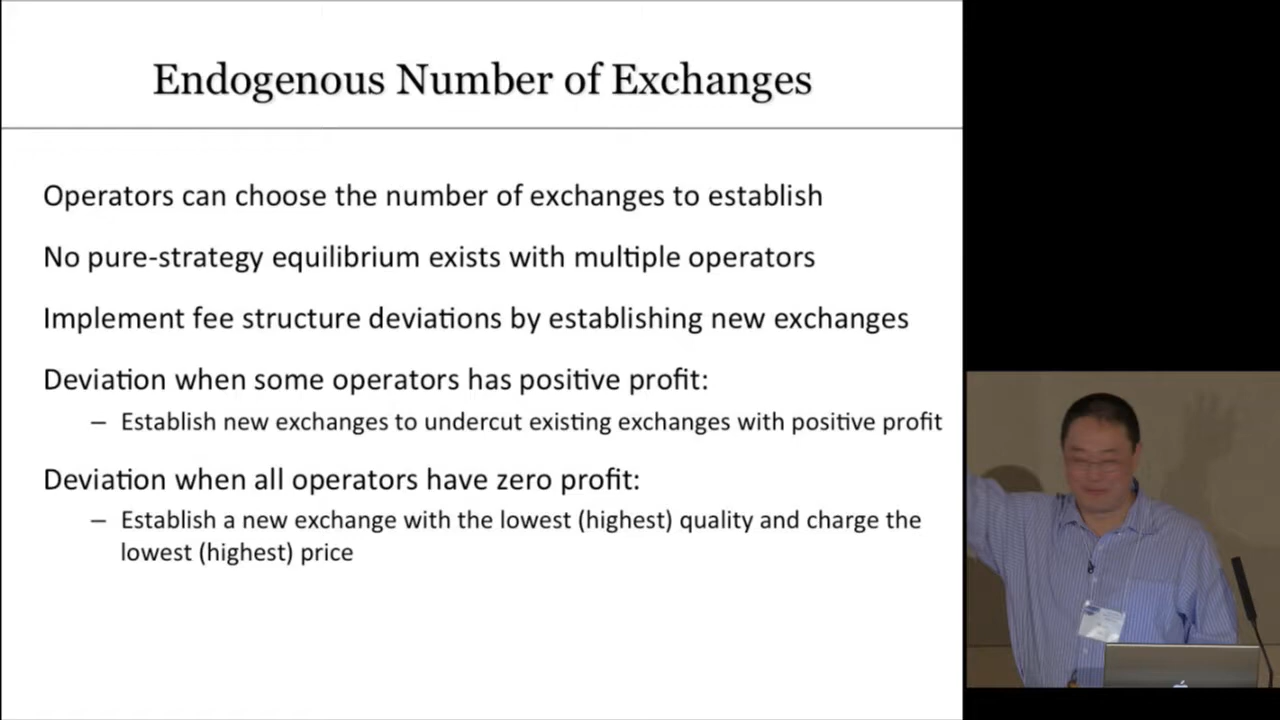 Endogenous Number of Exchanges
Operators can choose the number of exchanges to establish
No pure-strategy equilibrium exists with multiple operators
Implement fee structure deviations by establishing new exchanges
Deviation when some operators has positive profit:
– Establish new exchanges to undercut existing exchanges with positive profit
Deviation when all operators have zero profit:
– Establish a new exchange with the lowest (highest) quality and charge the
lowest (highest) price